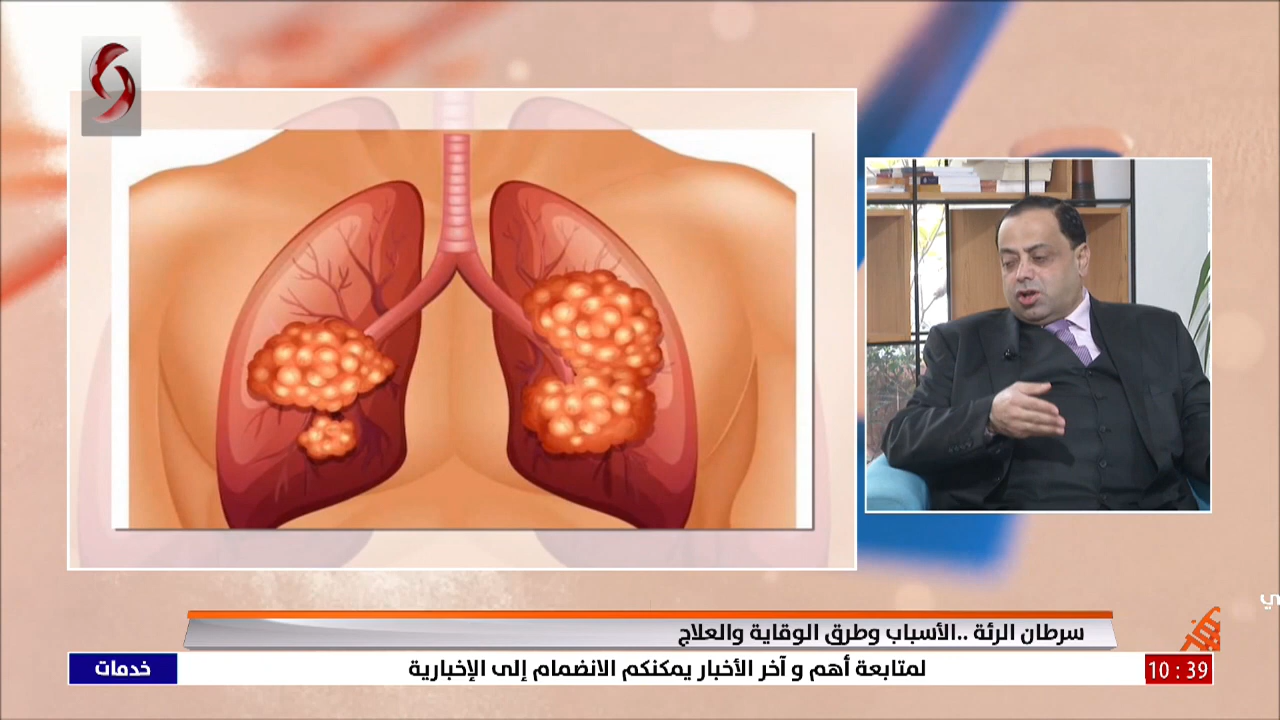 سرطان الرئة ..الأسباب وطرق الوقاية والعلاج
خدمات
لمتابعة أهم و آخر الأخبار يمكنكم الانضمام إلى الإخبارية
10 : 39